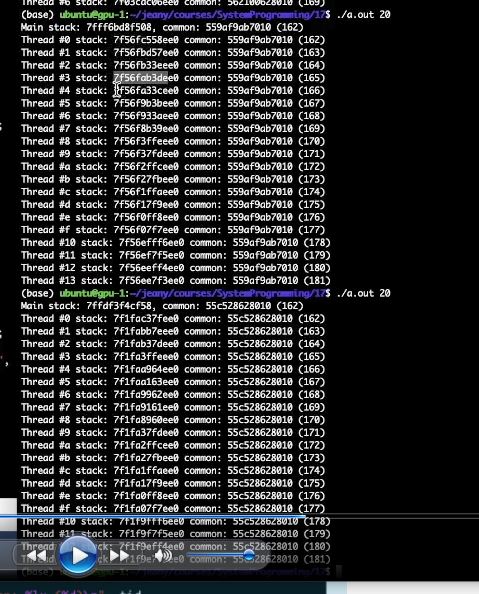 Thread #6 stack: 7f03cac06ee0 common: 562100628010 (169)
(base) ubuntu@gpu-1:~/jeany/courses/SystemProgramming/17$ ./a.out 20
Main stack: 7fff6bd8f508, common: 559af9ab7010 (162)
Thread #0 stack: 7f56fc558ee0 common: 559af9ab7010 (162)
Thread #1 stack: 7f56fbd57ee0 common: 559af9ab7010 (163)
Thread #2 stack: 7f56fb33eee0 common: 559af9ab7010 (164)
Thread #3 stack: 7f56fab3dee0 common: 559af9ab7010 (165)
Thread #4 stack: 7f56fa33cee0 common: 559af9ab7010 (166)
Thread #5 stack: 7f56f9b3bee0 common: 559af9ab7010 (167)
Thread #6 stack: 7f56f933aee0 common: 559af9ab7010 (168)
Thread #7 stack: 7f56f8b39ee0 common: 559af9ab7010 (169)
Thread #8 stack: 7f56f3ffeee0 common: 559af9ab7010 (170)
Thread #9 stack: 7f56f37fdee0 common: 559af9ab7010 (171)
Thread #a stack: 7f56f2ffcee0 common: 559af9ab7010 (172)
Thread #b stack: 7f56f27fbee0 common: 559af9ab7010 (173)
Thread #c stack: 7f56f1ffaee0 common: 559af9ab7010 (174)
Thread #d stack: 7f56f17f9ee0 common: 559af9ab7010 (175)
Thread #e stack: 7f56f0ff8ee0 common: 559af9ab7010 (176)
Thread #f stack: 7f56f07f7ee0 common: 559af9ab7010 (177)
Thread #10 stack: 7f56efff6ee0 common: 559af9ab7010 (178)
Thread #11 stack: 7f56ef7f5ee0 common: 559af9ab7010 (179)
Thread #12 stack: 7f56eeff4ee0 common: 559af9ab7010 (180)
Thread #13 stack: 7f56ee7f3ee0 common: 559af9ab7010 (181)
(base) ubuntu@gpu-1:~/jeany/courses/SystemProgramming/17$ ./a.out 20
Main stack: 7ffdf3f4cf58, common: 55c528628010 (162)
Thread #0 stack: 7f1fac37fee0 common: 55c528628010 (162)
Thread #1 stack: 7f1fabb7eee0 common: 55c528628010 (163)
Thread #2 stack: 7f1fab37dee0 common: 55c528628010 (164)
Thread #3 stack: 7f1fa3ffeee0 common: 55c528628010 (165)
Thread #4 stack: 7f1faa964ee0 common: 55c528628010 (166)
Thread #5 stack: 7f1faa163ee0 common: 55c528628010 (167)
Thread #6 stack: 7f1fa9962ee0 common: 55c528628010 (168)
Thread #7 stack: 7f1fa9161ee0 common: 55c528628010 (169)
Thread #8 stack: 7f1fa8960ee0 common: 55c528628010 (170)
Thread #9 stack: 7f1fa37fdee0 common: 55c528628010 (171)
Thread #a stack: 7f1fa2ffcee0 common: 55c528628010 (172)
Thread #b stack: 7f1fa27fbee0 common: 55c528628010 (173)
Thread #c stack: 7f1fa1ffaee0 common: 55c528628010 (174)
Thread #d stack: 7f1fa17f9ee0 common: 55c528628010 (175)
Thread #e stack: 7f1fa0ff8ee0 common: 55c528628010 (176)
Thread #f stack: 7f1fa07f7ee0 common: 55c528628010 (177)
Thread #10 stack: 7f1f9fff6ee0 common: 55c528628010 (178)
Thread #11 stack: 7f1f9f7f5ee0 common: 55c528628010 (179)
7f1f9eff4ee0 common: 55c528628010 (180)
common: 55c528628010 (181)
(base) ubuntu@gpu-1:~/jeany/courses/SystemProgramming/17$